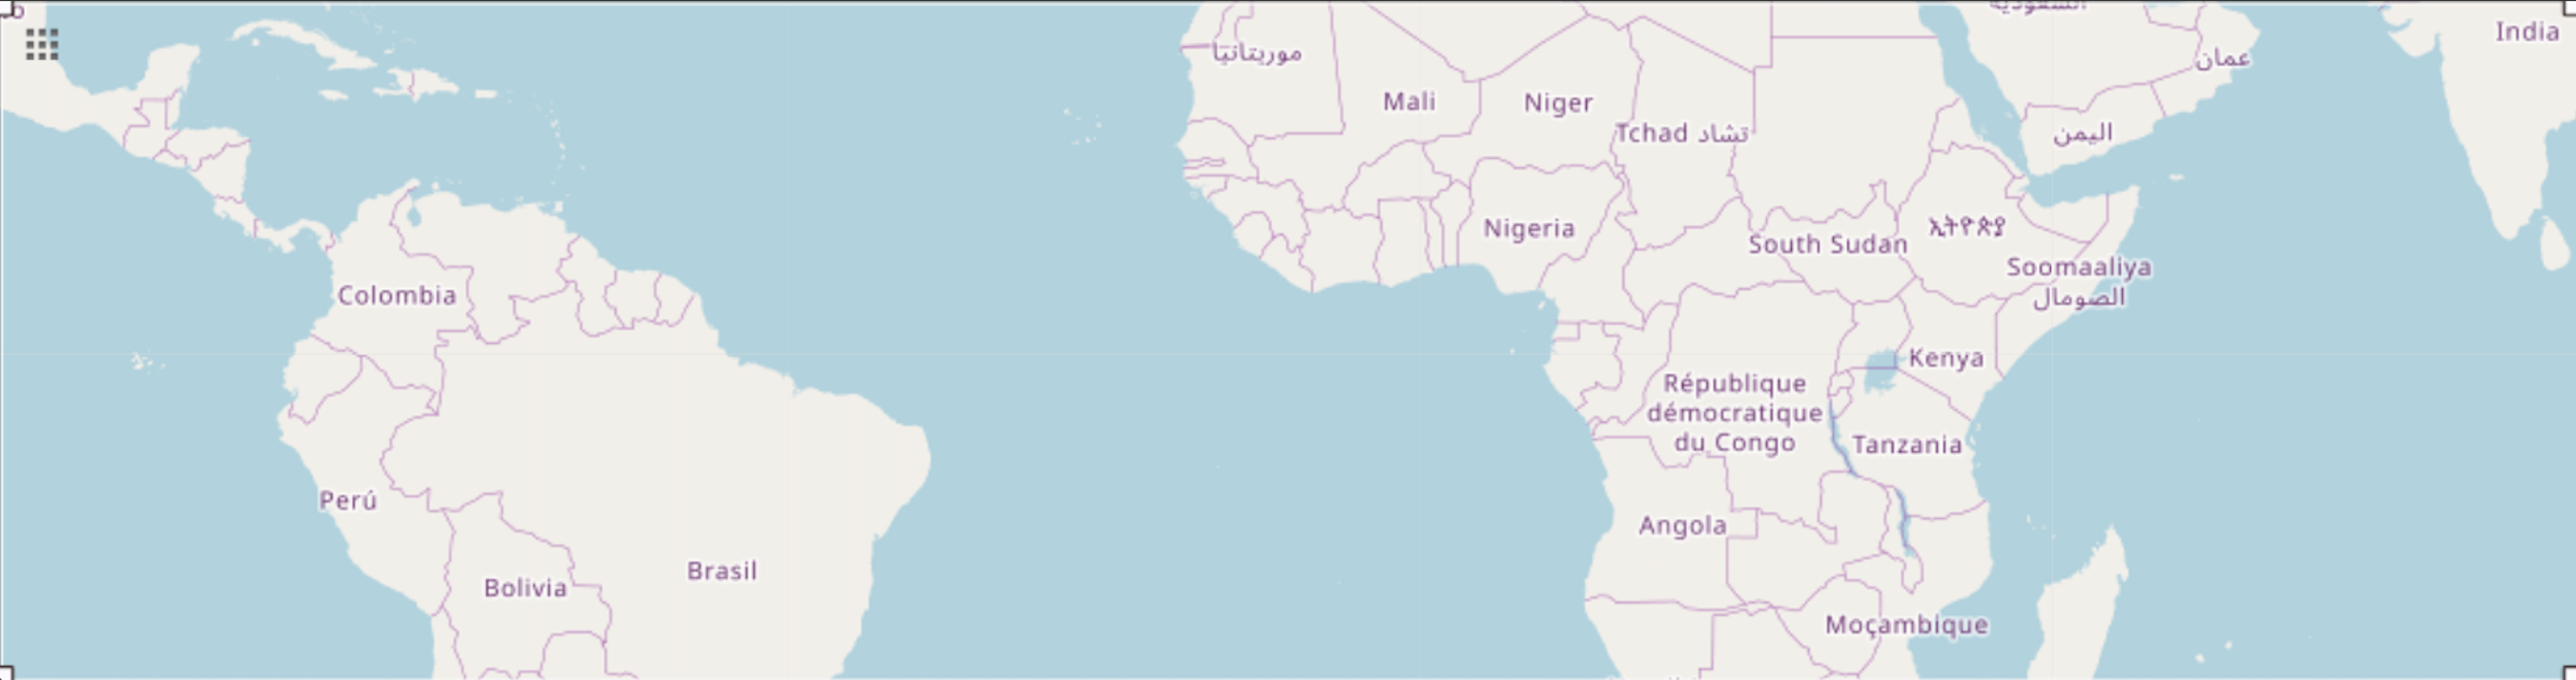 السعودية
India
موريتانيا
عمان
Mali
Niger
Tchad تشاد
اليمن
Nigeria
ኢትዮጵያ
South Sudan
Soomaaliya
الصومال
Colombia
Kenya
République
démocratique
du Congo
Tanzania
Perú
Angola
Brasil
Bolivia
Moçambique